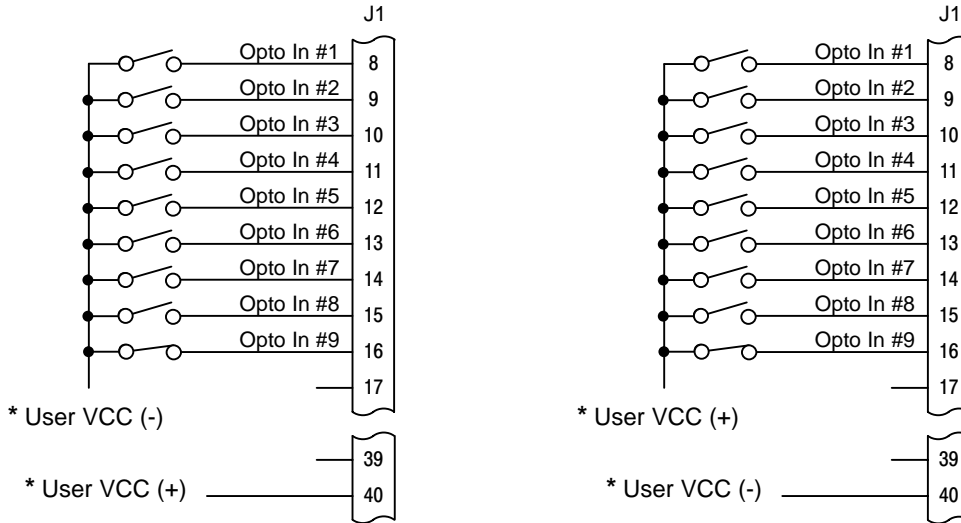 J1
Opto In #1 8
Opto In #2 9
Opto In #3 10
Opto In #4 11
Opto In #5 12
Opto In #6 13
Opto In #7 14
Opto In #8 15
Opto In #9 16
17
* User VCC (-)
39
* User VCC (+) 40
J1
Opto In #1 8
Opto In #2 9
Opto In #3 10
Opto In #4 11
Opto In #5 12
Opto In #6 13
Opto In #7 14
Opto In #8 15
Opto In #9 16
17
* User VCC (+)
39
* User VCC (-) 40